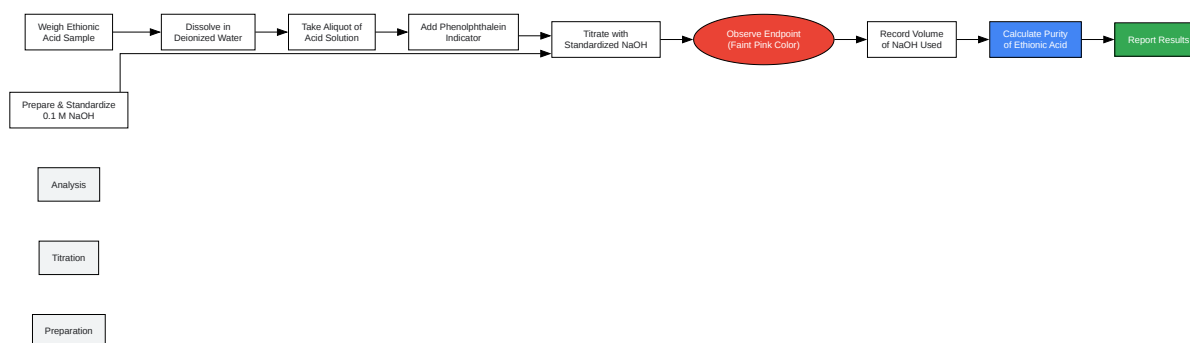 Weigh Ethionic
Acid Sample
Dissolve in
Deionized Water
Take Aliquot of
Acid Solution
Add Phenolphthalein
Indicator
Titrate with
Standardized NaOH
Observe Endpoint
(Faint Pink Color)
Record Volume
of NaOH Used
Calculate Purity
of Ethionic Acid
Report Results
Prepare & Standardize
0.1 M NaOH
Analysis
Titration
Preparation